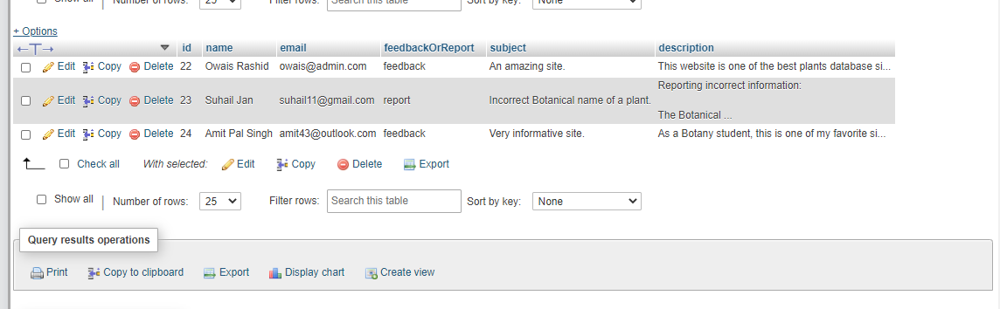 Show all Number of rows: 25 Filter rows: Search this table Sort by key: None
+ Options
←T→ id name email feedbackOrReport subject description
Edit Copy Delete 22 Owais Rashid owais@admin.com feedback An amazing site. This website is one of the best plants database si...
Reporting incorrect information:
Edit Copy Delete 23 Suhail Jan suhail11@gmail.com report Incorrect Botanical name of a plant.
The Botanical ...
Edit Copy Delete 24 Amit Pal Singh amit43@outlook.com feedback Very informative site. As a Botany student, this is one of my favorite si...
Check all With selected: Edit Copy Delete Export
Show all Number of rows: 25 Filter rows: Search this table Sort by key: None
Query results operations
Print Copy to clipboard Export Display chart Create view